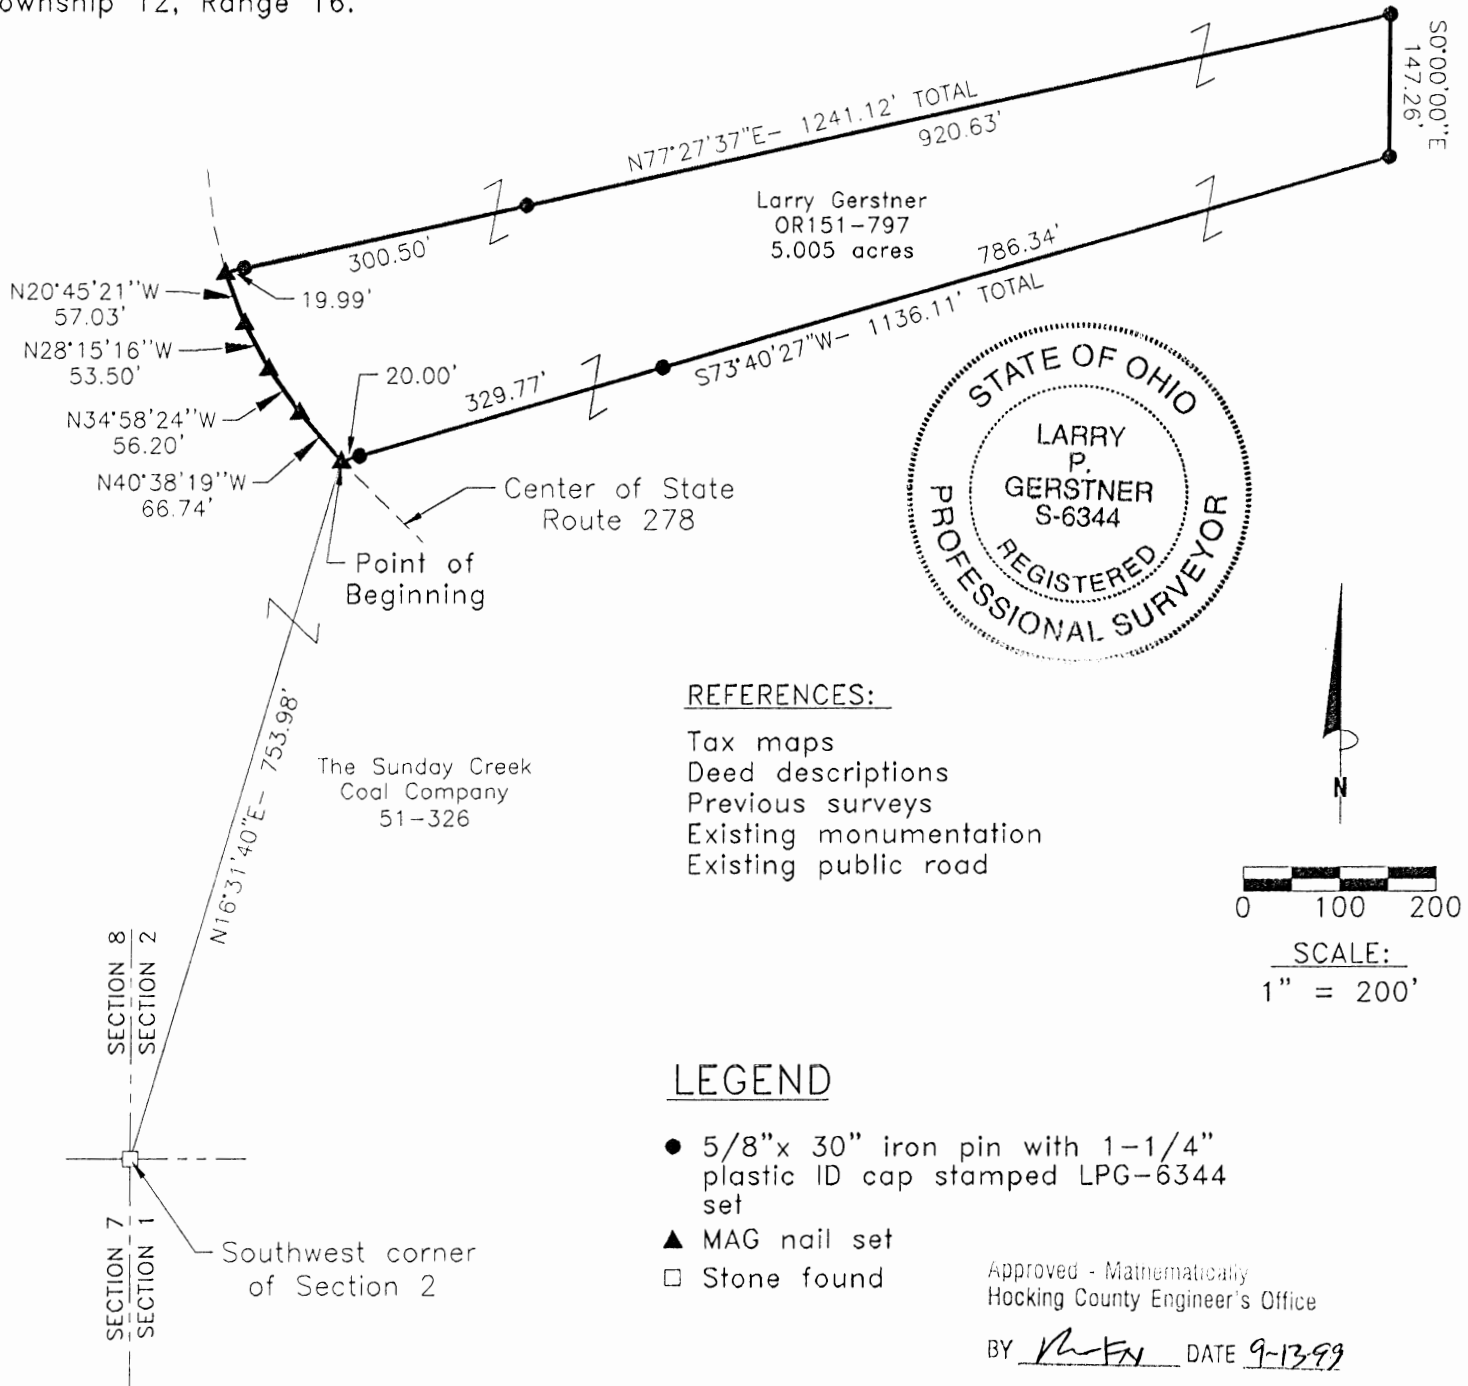 ownship 12, Range 16.
S0°00'00"E
147.26'
N77°27'37"E- 1241.12' TOTAL
920.63'
Larry Gerstner
OR151-797
5.005 acres
300.50'
786.34'
S73°40'27"W- 1136.11' TOTAL
N20°45'21"W
57.03'
19.99'
N28°15'16"W
53.50'
20.00'
329.77'
N34°58'24"W
56.20'
N40°38'19"W
66.74'
Center of State
Route 278
Point of
Beginning
STATE OF OHIO
LARRY
P.
GERSTNER
S-6344
REGISTERED
PROFESSIONAL SURVEYOR
N16°31'40"E- 753.98'
The Sunday Creek
Coal Company
51-326
REFERENCES:
Tax maps
Deed descriptions
Previous surveys
Existing monumentation
Existing public road
N
0 100 200
SCALE:
1" = 200'
SECTION 8
SECTION 2
SECTION 7
SECTION 1
Southwest corner
of Section 2
LEGEND
5/8"x 30" iron pin with 1-1/4"
plastic ID cap stamped LPG-6344
set
MAG nail set
Stone found
Approved - Mathematically
Hocking County Engineer's Office
BY DATE 9-13-99